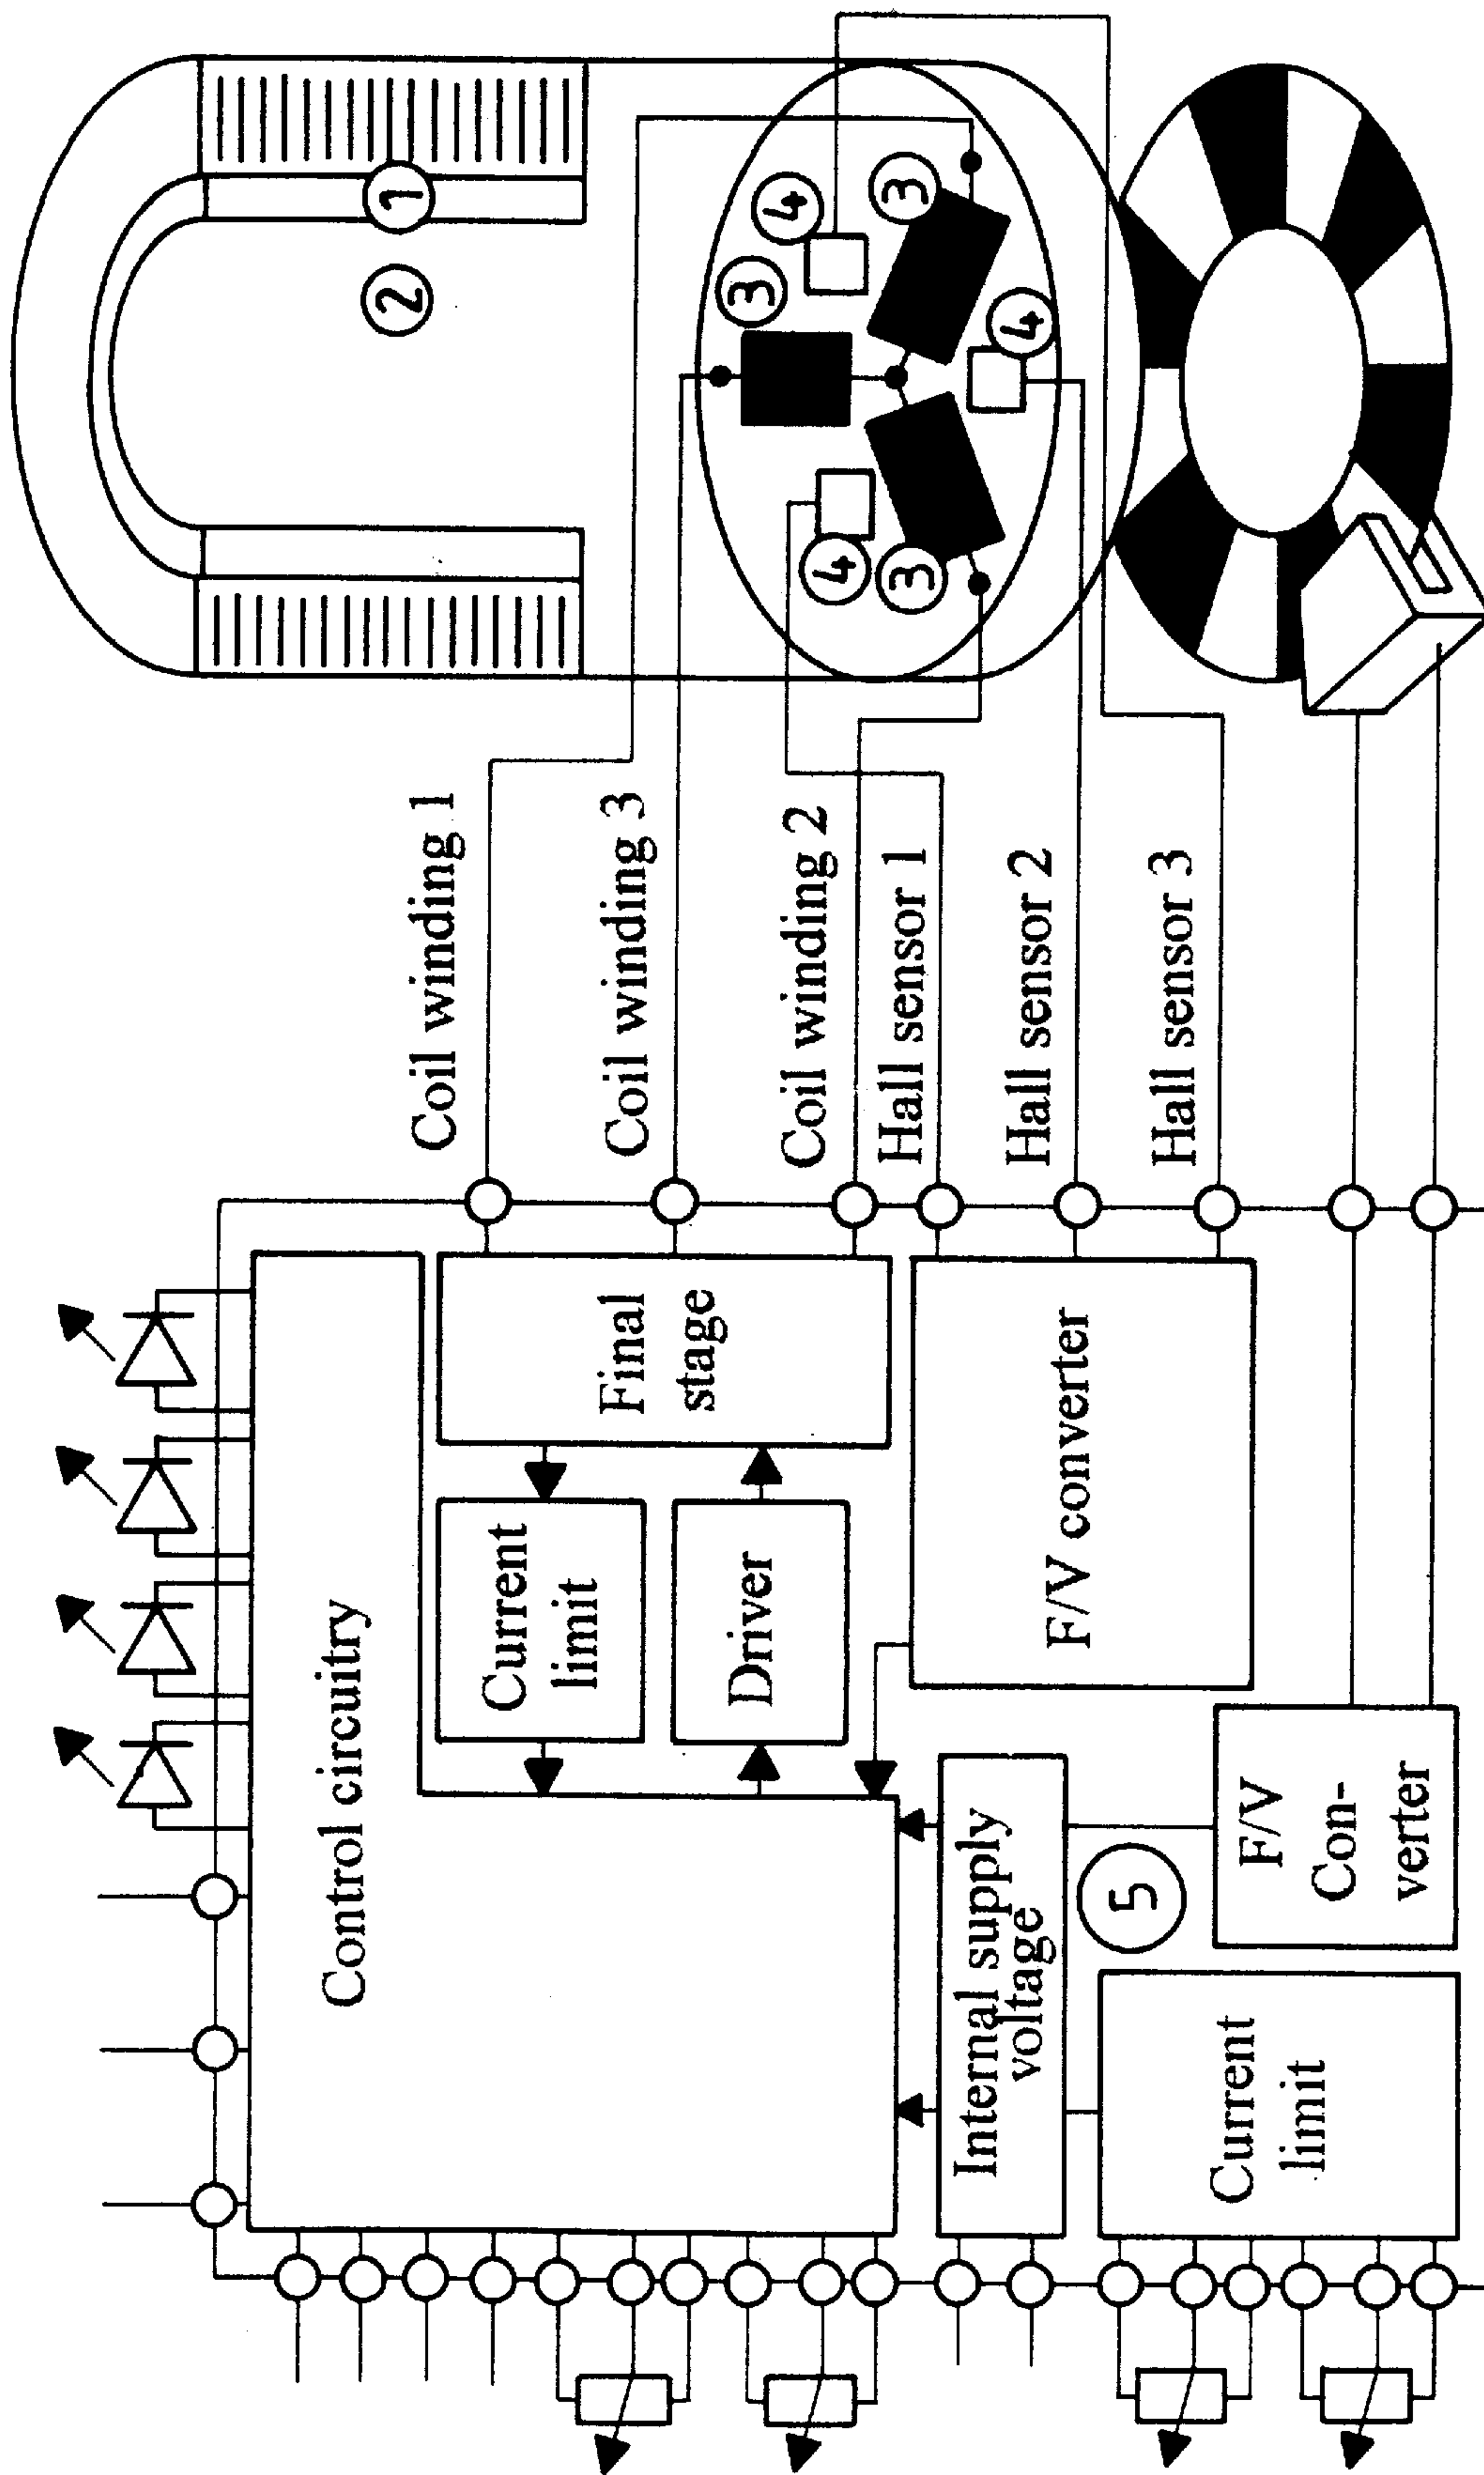 Control circuitry
Current
limit
Driver
Final
stage
F/V converter
Internal supply
voltage
5
F/V
Con-
verter
Current
limit
Coil winding 1
Coil winding 3
Coil winding 2
Hall sensor 1
Hall sensor 2
Hall sensor 3
1
2
3
4
3
4
3
4